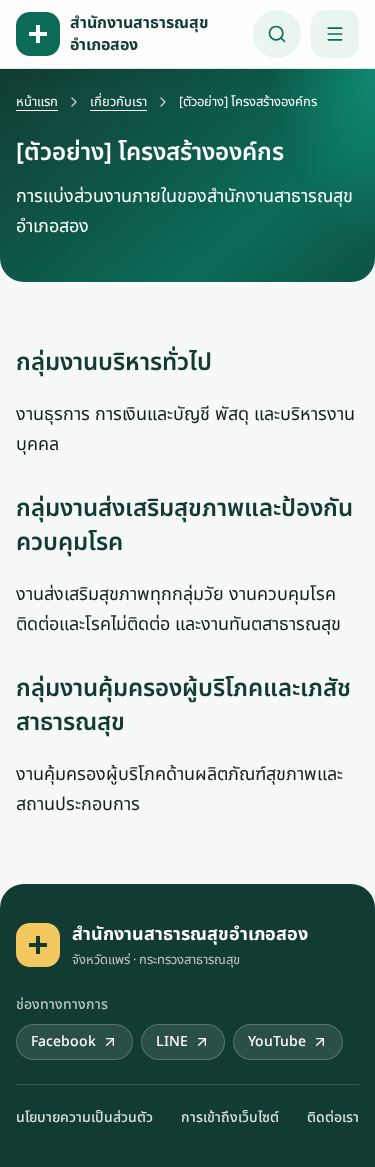 สำนักงานสาธารณสุข
อำเภอสอง
หน้าแรก
เกี่ยวกับเรา
[ตัวอย่าง] โครงสร้างองค์กร
[ตัวอย่าง] โครงสร้างองค์กร
การแบ่งส่วนงานภายในของสำนักงานสาธารณสุข
อำเภอสอง
กลุ่มงานบริหารทั่วไป
งานธุรการ การเงินและบัญชี พัสดุ และบริหารงาน
บุคคล
กลุ่มงานส่งเสริมสุขภาพและป้องกัน
ควบคุมโรค
งานส่งเสริมสุขภาพทุกกลุ่มวัย งานควบคุมโรค
ติดต่อและโรคไม่ติดต่อ และงานทันตสาธารณสุข
กลุ่มงานคุ้มครองผู้บริโภคและเภสัช
สาธารณสุข
งานคุ้มครองผู้บริโภคด้านผลิตภัณฑ์สุขภาพและ
สถานประกอบการ
สำนักงานสาธารณสุขอำเภอสอง
จังหวัดแพร่ · กระทรวงสาธารณสุข
ช่องทางทางการ
Facebook
LINE
YouTube
นโยบายความเป็นส่วนตัว
การเข้าถึงเว็บไซต์
ติดต่อเรา